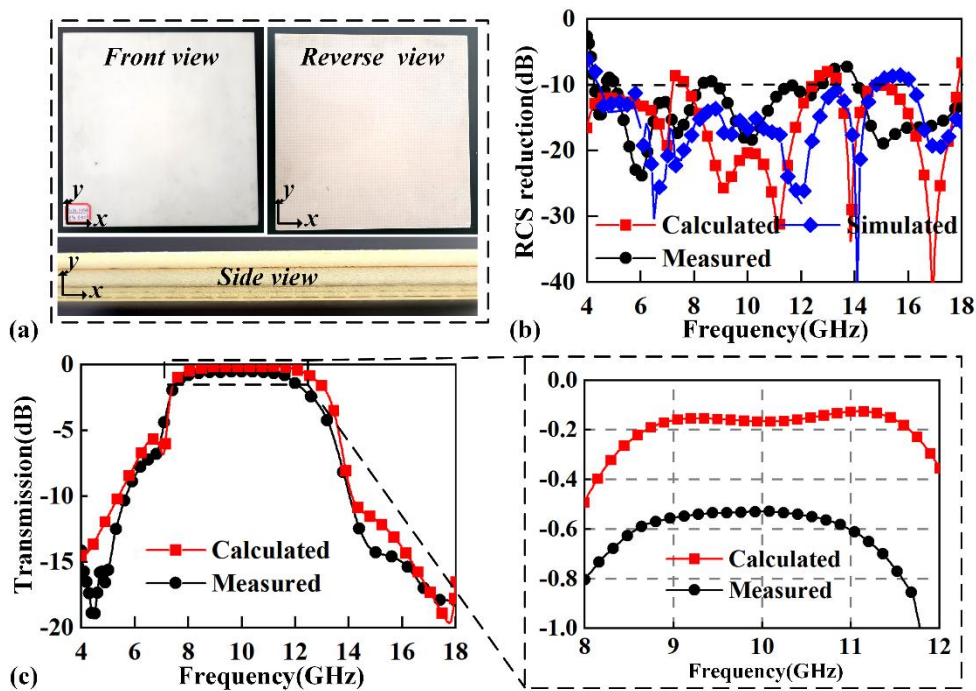 Front view
Reverse view
y
x
y
x
y
x
Side view
(a)
0
-10
-20
-30
-40
RCS reduction(dB)
Calculated
Simulated
Measured
4 6 8 10 12 14 16 18
Frequency(GHz)
(b)
0
-5
-10
-15
-20
Transmission(dB)
Calculated
Measured
4 6 8 10 12 14 16 18
Frequency(GHz)
(c)
0.0
-0.2
-0.4
-0.6
-0.8
-1.0
Calculated
Measured
8 9 10 11 12
Frequency(GHz)